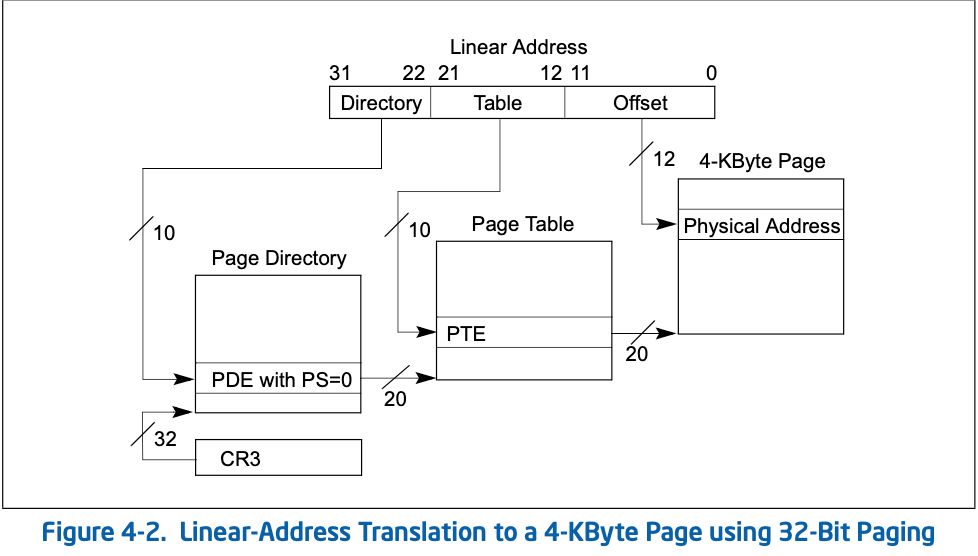 Linear Address
31 22 21 12 11 0
Directory Table Offset
12
4-KByte Page
10
10
Page Table
Physical Address
Page Directory
PTE
20
PDE with PS=0
20
32
CR3
Figure 4-2. Linear-Address Translation to a 4-KByte Page using 32-Bit Paging